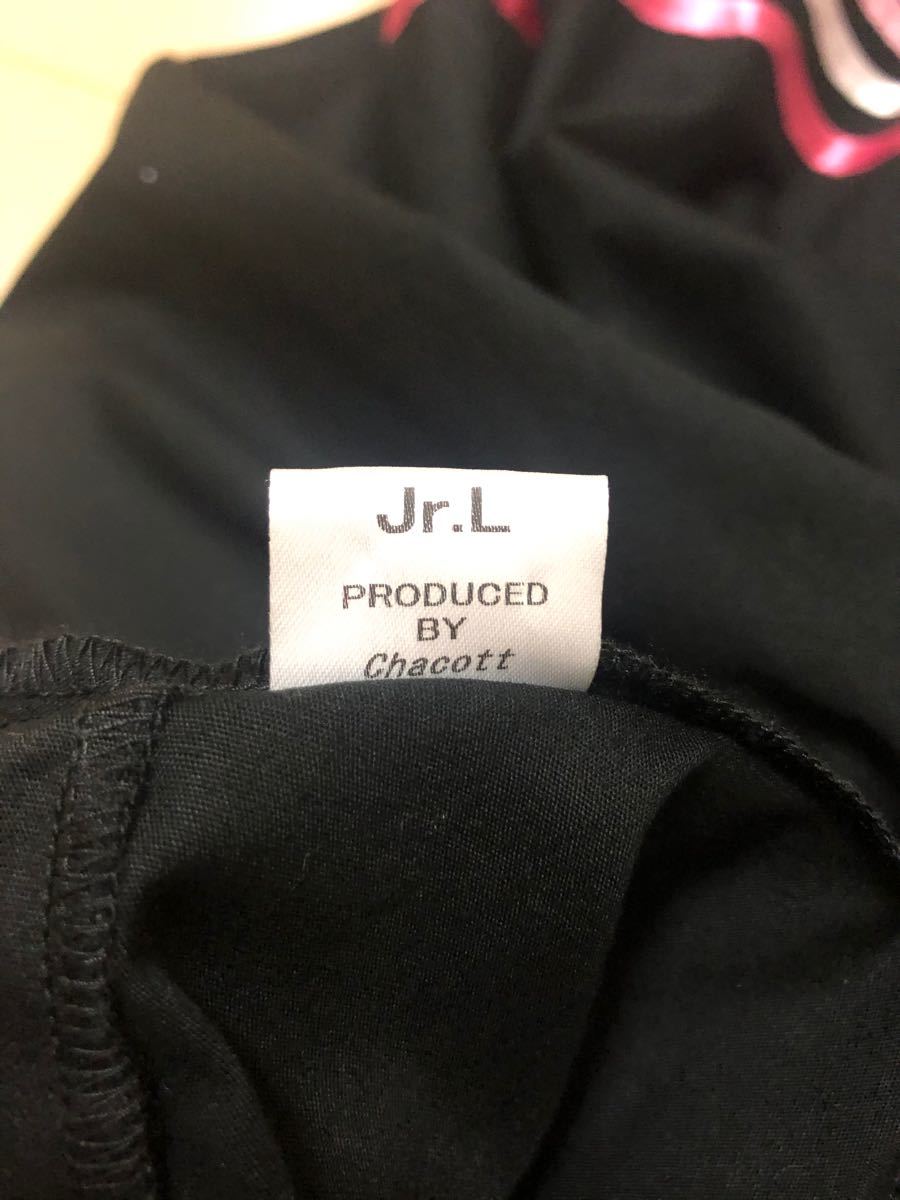 Jr.L
PRODUCED
BY
Chacott